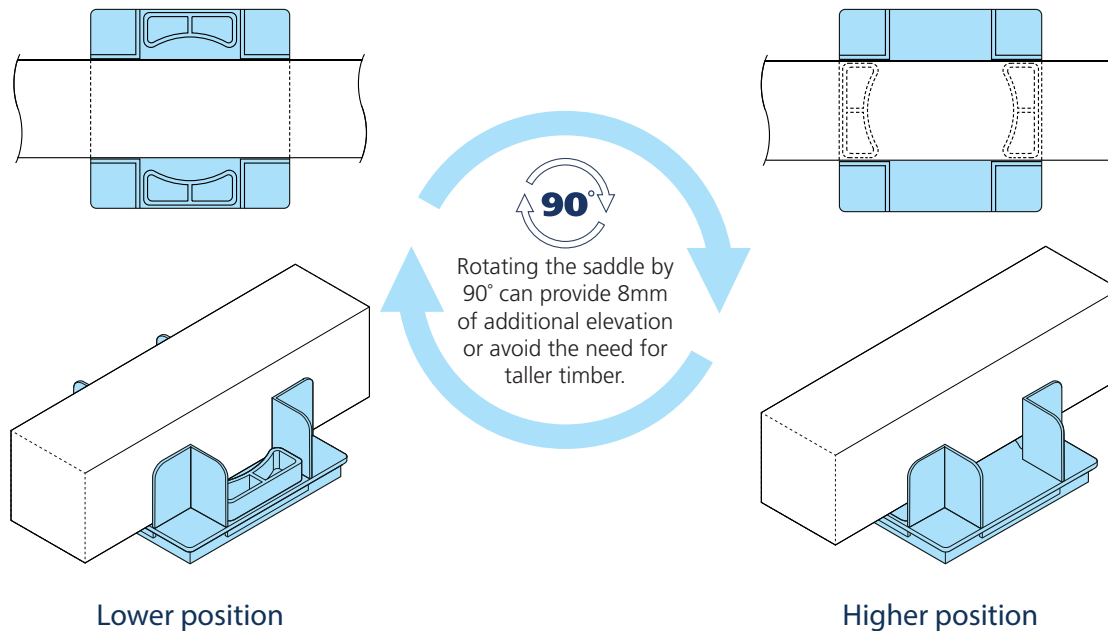 90°
Rotating the saddle by
90° can provide 8mm
of additional elevation
or avoid the need for
taller timber.
Lower position
Higher position